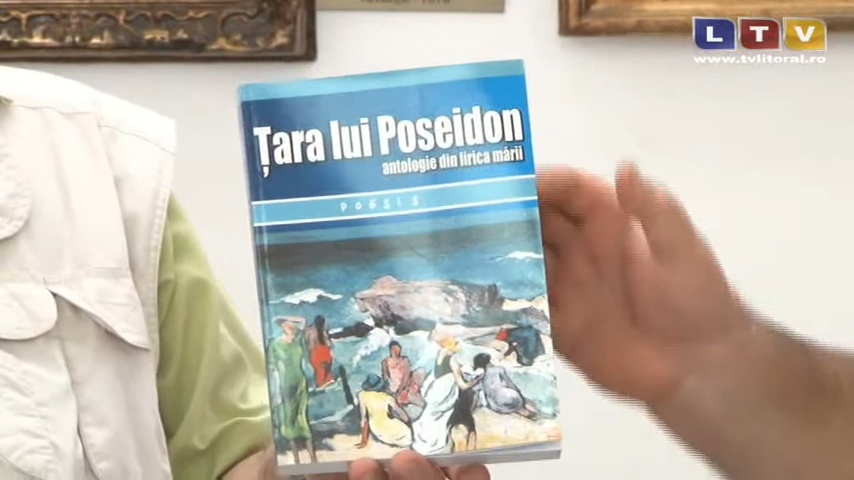 LTV
www.tvlitoral.ro
Țara lui Poseidon
antologie din lirica mării
POESIS